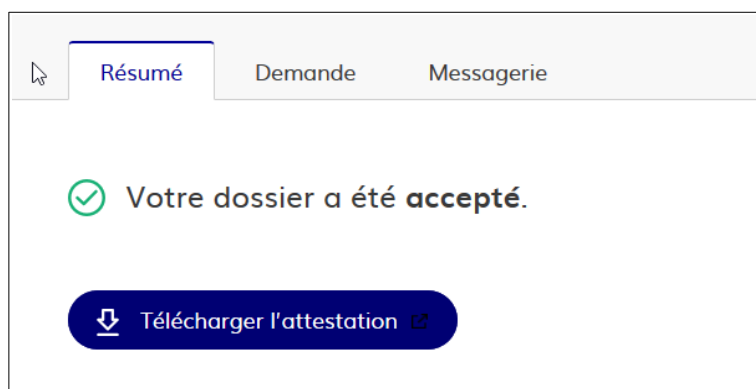 Résumé Demande Messagerie
Votre dossier a été accepté.
Télécharger l'attestation